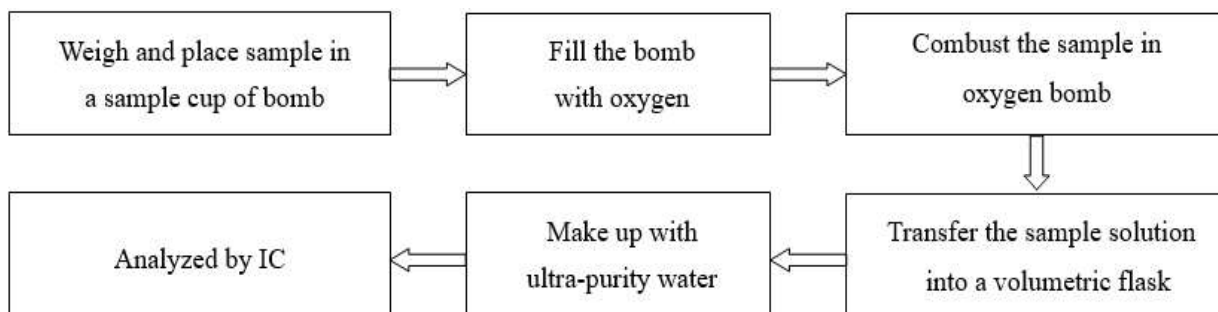 Weigh and place sample in
a sample cup of bomb
Fill the bomb
with oxygen
Combust the sample in
oxygen bomb
Transfer the sample solution
into a volumetric flask
Make up with
ultra-purity water
Analyzed by IC